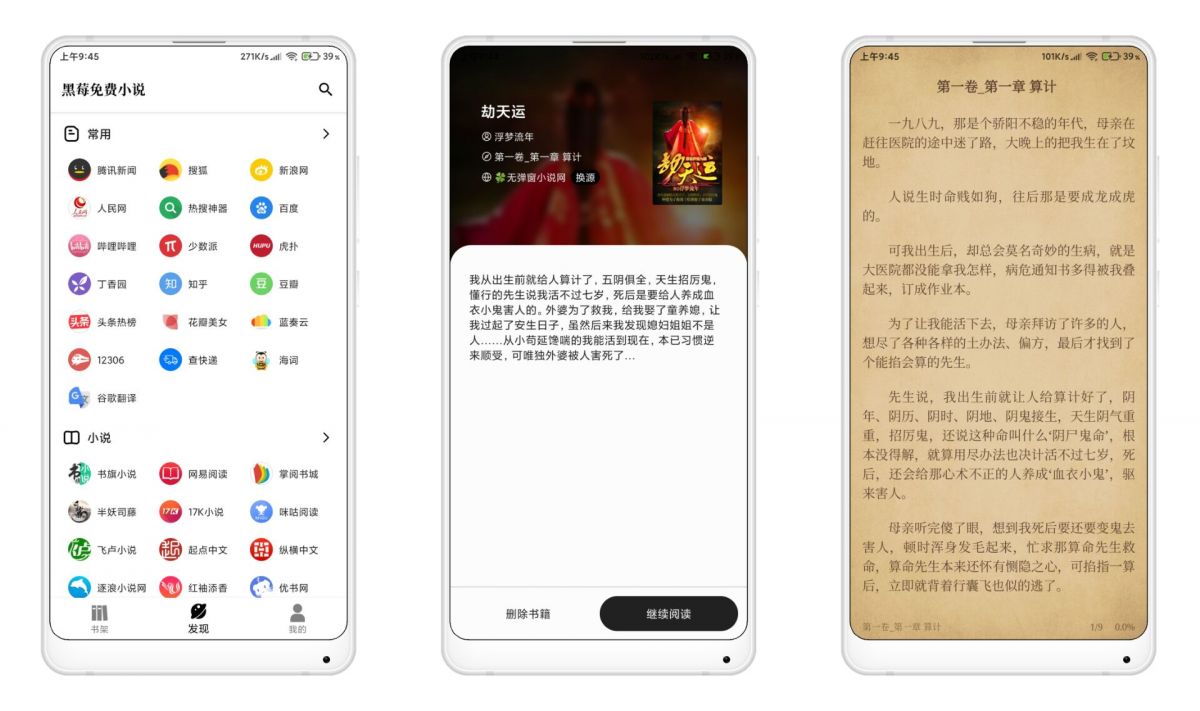 上午9:45
271K/s
39%
黑莓免费小说
常用
腾讯新闻
搜狐
新浪网
人民网
热搜神器
百度
哔哩哔哩
少数派
HUPU
虎扑
丁香园
知
知乎
豆
豆瓣
头条
头条热榜
花瓣美女
蓝奏云
12306
查快递
海词
谷歌翻译
小说
书旗小说
网易阅读
掌阅书城
半妖司藤
17K
17K小说
咪咕阅读
飞卢小说
起点中文
纵横中文
逐浪小说网
红袖添香
优书网
书架
发现
我的
劫天运
浮梦流年
第一卷_第一章 算计
🍀无弹窗小说网 换源
劫天运
我从出生前就给人算计了，五阴俱全，天生招厉鬼，
懂行的先生说我活不过七岁，死后是要给人养成血
衣小鬼害人的。外婆为了救我，给我娶了童养媳，让
我过起了安生日子，虽然后来我发现媳妇姐姐不是
人……从小苟延馋喘的我能活到现在，本已习惯逆
来顺受，可唯独外婆被人害死了…
删除书籍
继续阅读
上午9:45
101K/s
39%
第一卷_第一章 算计
一九八九，那是个骄阳不稳的年代，母亲在
赶往医院的途中迷了路，大晚上的把我生在了坟
地。
人说生时命贱如狗，往后那是要成龙成虎
的。
可我出生后，却总会莫名奇妙的生病，就是
大医院都没能拿我怎样，病危通知书多得被我叠
起来，订成作业本。
为了让我能活下去，母亲拜访了许多的人，
想尽了各种各样的土办法、偏方，最后才找到了
个能掐会算的先生。
先生说，我出生前就让人给算计好了，阴
年、阴历、阴时、阴地、阴鬼接生，天生阴气重
重，招厉鬼，还说这种命叫什么‘阴尸鬼命’，根
本没得解，就算用尽办法也决计活不过七岁，死
后，还会给那心术不正的人养成‘血衣小鬼’，驱
来害人。
母亲听完傻了眼，想到我死后要还要变鬼去
害人，顿时浑身发毛起来，忙求那算命先生救
命，算命先生本来还怀有恻隐之心，可掐指一算
后，立即就背着行囊飞也似的逃了。
第一卷_第一章 算计
1/9
0.0%